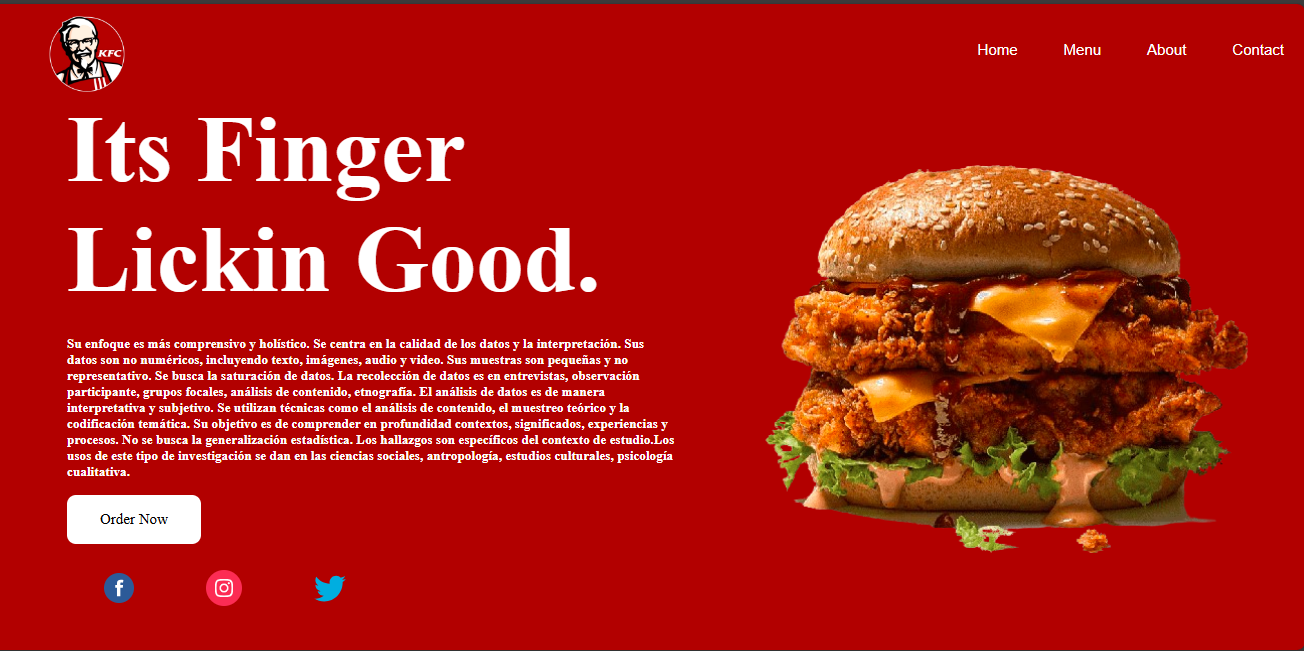 KFC
Home Menu About Contact
Its Finger
Lickin Good.
Su enfoque es más comprensivo y holístico. Se centra en la calidad de los datos y la interpretación. Sus
datos son no numéricos, incluyendo texto, imágenes, audio y video. Sus muestras son pequeñas y no
representativo. Se busca la saturación de datos. La recolección de datos es en entrevistas, observación
participante, grupos focales, análisis de contenido, etnografía. El análisis de datos es de manera
interpretativa y subjetivo. Se utilizan técnicas como el análisis de contenido, el muestreo teórico y la
codificación temática. Su objetivo es de comprender en profundidad contextos, significados, experiencias y
procesos. No se busca la generalización estadística. Los hallazgos son específicos del contexto de estudio.Los
usos de este tipo de investigación se dan en las ciencias sociales, antropología, estudios culturales, psicología
cualitativa.
Order Now